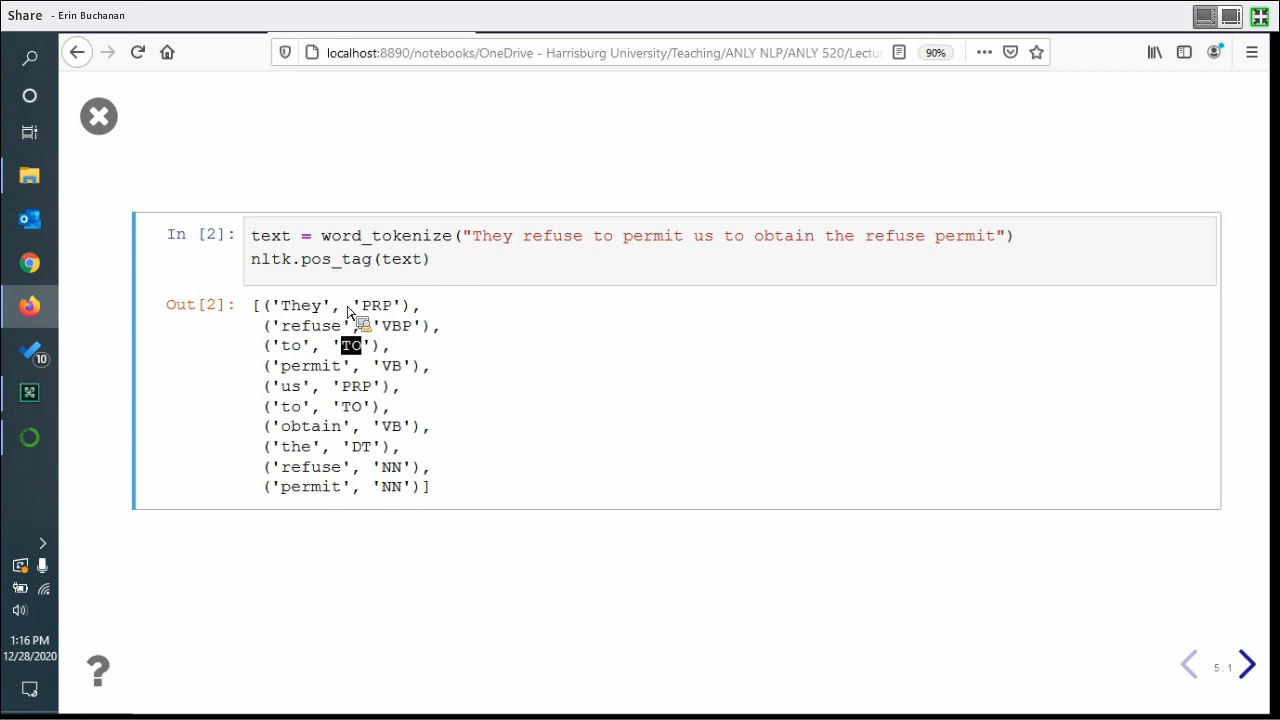 Share - Erin Buchanan
localhost:8890/notebooks/OneDrive - Harrisburg University/Teaching/ANLY NLP/ANLY 520/Lectur
90%
In [2]:
text = word_tokenize("They refuse to permit us to obtain the refuse permit")
nltk.pos_tag(text)
Out[2]:
[('They', 'PRP'),
('refuse', 'VBP'),
('to', 'TO'),
('permit', 'VB'),
('us', 'PRP'),
('to', 'TO'),
('obtain', 'VB'),
('the', 'DT'),
('refuse', 'NN'),
('permit', 'NN')]
10
1:16 PM
12/28/2020
?
5.1